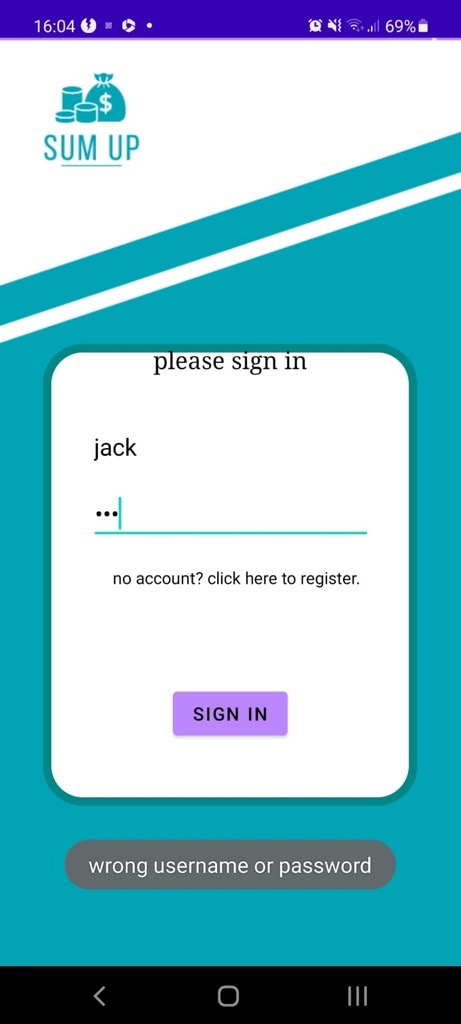 16:04
69%
$
SUM UP
please sign in
jack
•••
no account? click here to register.
SIGN IN
wrong username or password